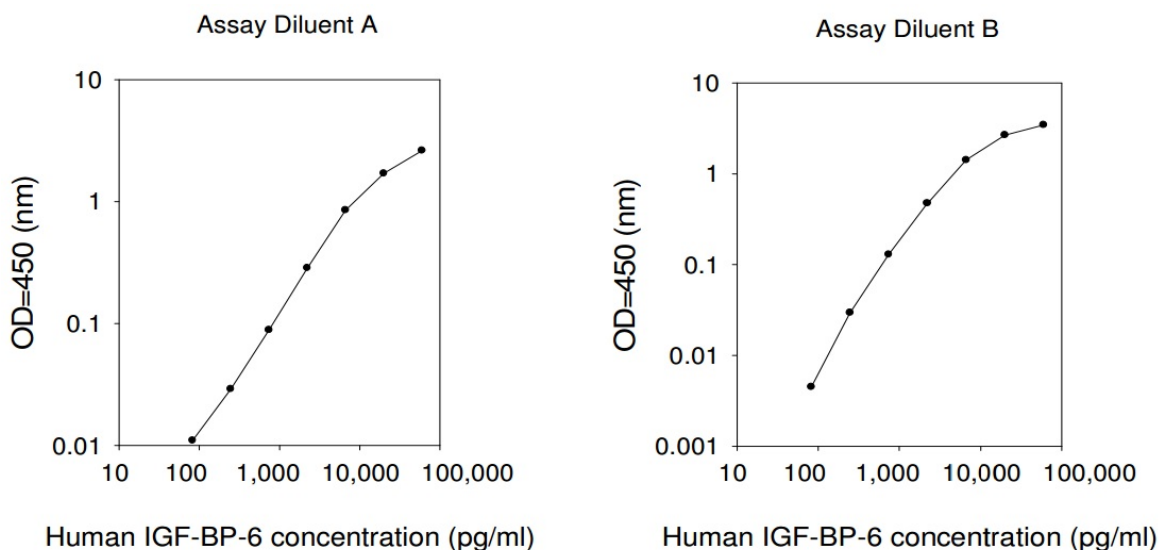 Assay Diluent A
10
1
0.1
0.01
10 100 1,000 10,000 100,000
OD=450 (nm)
Human IGF-BP-6 concentration (pg/ml)
Assay Diluent B
10
1
0.1
0.01
0.001
10 100 1,000 10,000 100,000
OD=450 (nm)
Human IGF-BP-6 concentration (pg/ml)